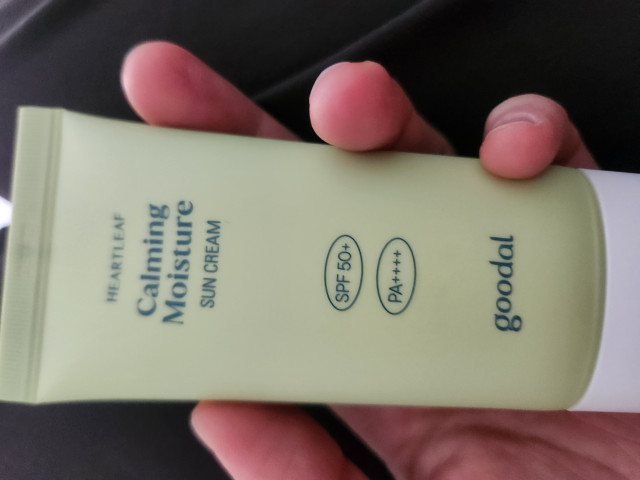 HEARTLEAF
Calming
Moisture
SUN CREAM
SPF 50+
PA++++
goodal